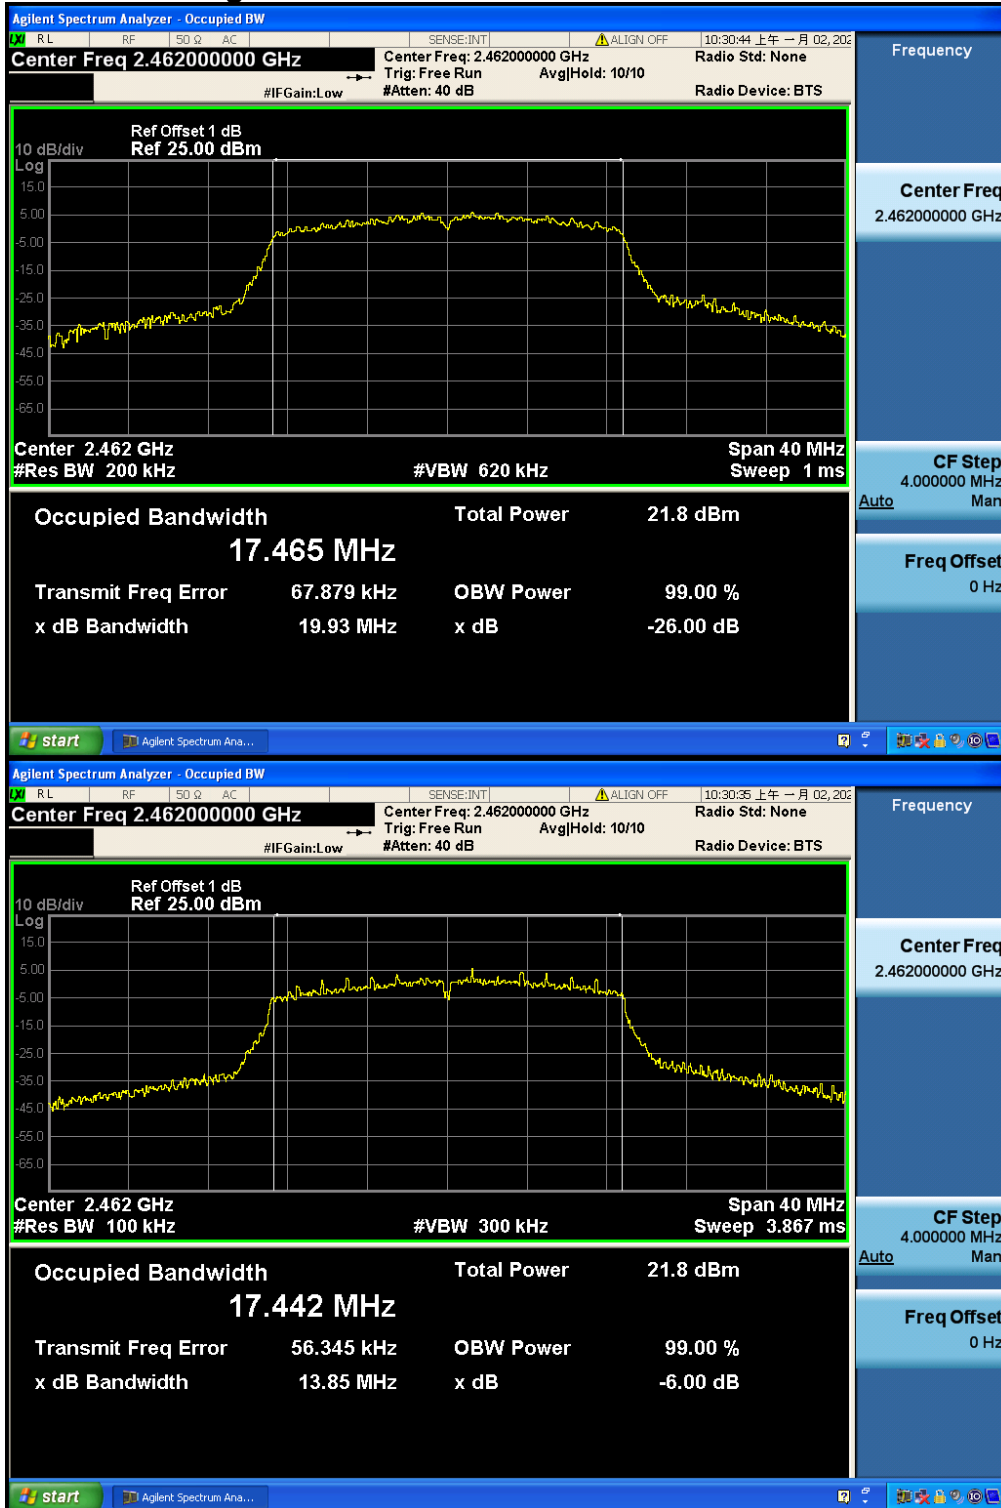 Agilent Spectrum Analyzer - Occupied BW
LXI RL RF 50 Ω AC SENSE:INT ALIGN OFF 10:30:44 上午 一月 02, 202
Center Freq 2.462000000 GHz
Center Freq: 2.462000000 GHz
Radio Std: None
Trig: Free Run Avg|Hold: 10/10
#IFGain:Low
#Atten: 40 dB
Radio Device: BTS
Frequency
Ref Offset 1 dB
10 dB/div Ref 25.00 dBm
Log
15.0
5.00
-5.00
-15.0
-25.0
-35.0
-45.0
-55.0
-65.0
Center Freq
2.462000000 GHz
Center 2.462 GHz Span 40 MHz
#Res BW 200 kHz #VBW 620 kHz Sweep 1 ms
CF Step
4.000000 MHz
Auto Man
Occupied Bandwidth Total Power 21.8 dBm
17.465 MHz
Transmit Freq Error 67.879 kHz OBW Power 99.00 %
x dB Bandwidth 19.93 MHz x dB -26.00 dB
Freq Offset
0 Hz
start Agilent Spectrum Ana...
Agilent Spectrum Analyzer - Occupied BW
LXI RL RF 50 Ω AC SENSE:INT ALIGN OFF 10:30:35 上午 一月 02, 202
Center Freq 2.462000000 GHz
Center Freq: 2.462000000 GHz
Radio Std: None
Trig: Free Run Avg|Hold: 10/10
#IFGain:Low
#Atten: 40 dB
Radio Device: BTS
Frequency
Ref Offset 1 dB
10 dB/div Ref 25.00 dBm
Log
15.0
5.00
-5.00
-15.0
-25.0
-35.0
-45.0
-55.0
-65.0
Center Freq
2.462000000 GHz
Center 2.462 GHz Span 40 MHz
#Res BW 100 kHz #VBW 300 kHz Sweep 3.867 ms
CF Step
4.000000 MHz
Auto Man
Occupied Bandwidth Total Power 21.8 dBm
17.442 MHz
Transmit Freq Error 56.345 kHz OBW Power 99.00 %
x dB Bandwidth 13.85 MHz x dB -6.00 dB
Freq Offset
0 Hz
start Agilent Spectrum Ana...